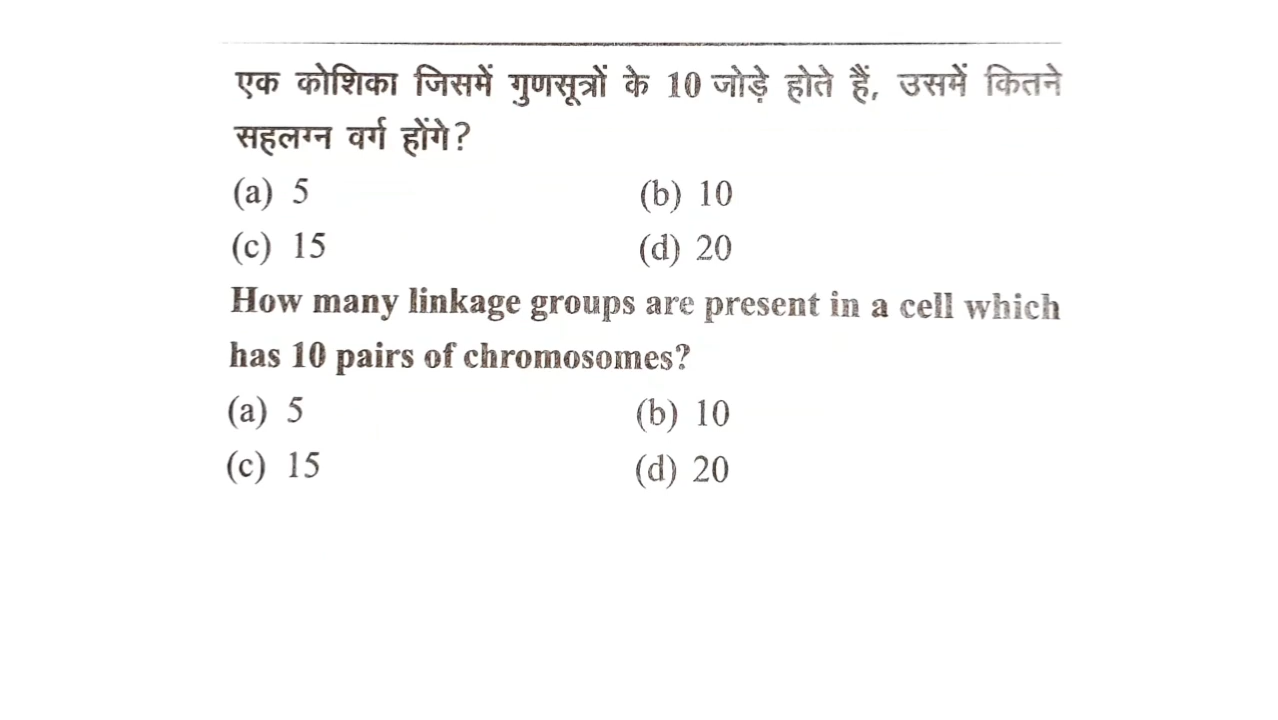 एक कोशिका जिसमें गुणसूत्रों के 10 जोड़े होते हैं, उसमें कितने
सहलग्न वर्ग होंगे?
(a) 5 (b) 10
(c) 15 (d) 20
How many linkage groups are present in a cell which
has 10 pairs of chromosomes?
(a) 5 (b) 10
(c) 15 (d) 20